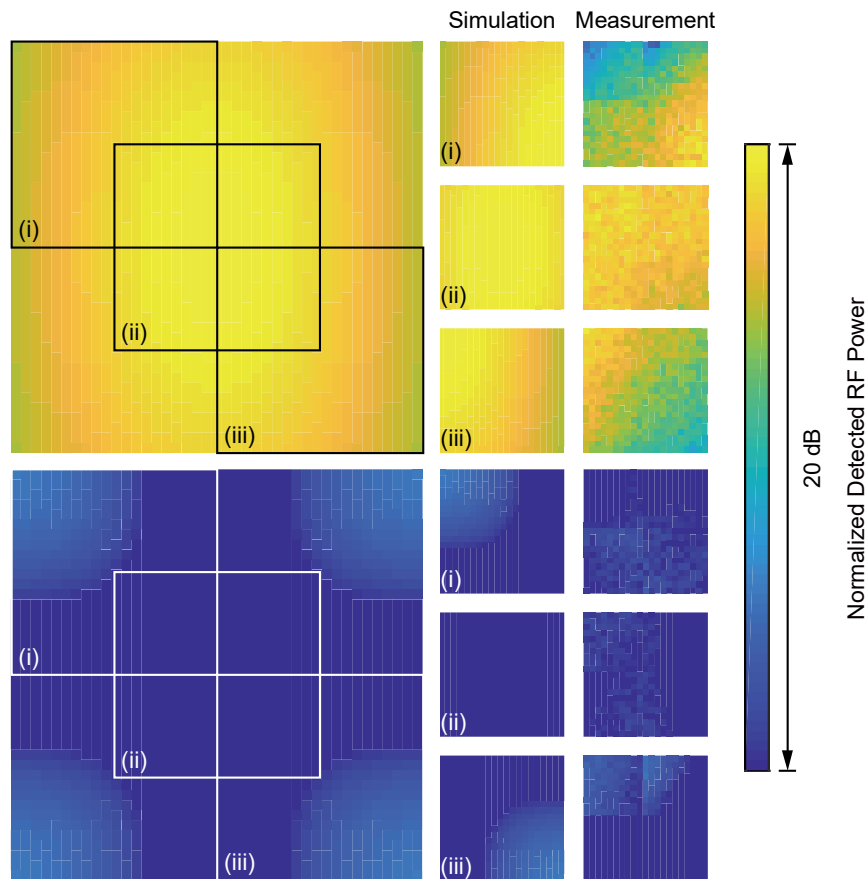 Simulation Measurement
(i)
(i)
(ii)
(ii)
(iii)
(iii)
20 dB
Normalized Detected RF Power
(i)
(i)
(ii)
(ii)
(iii)
(iii)